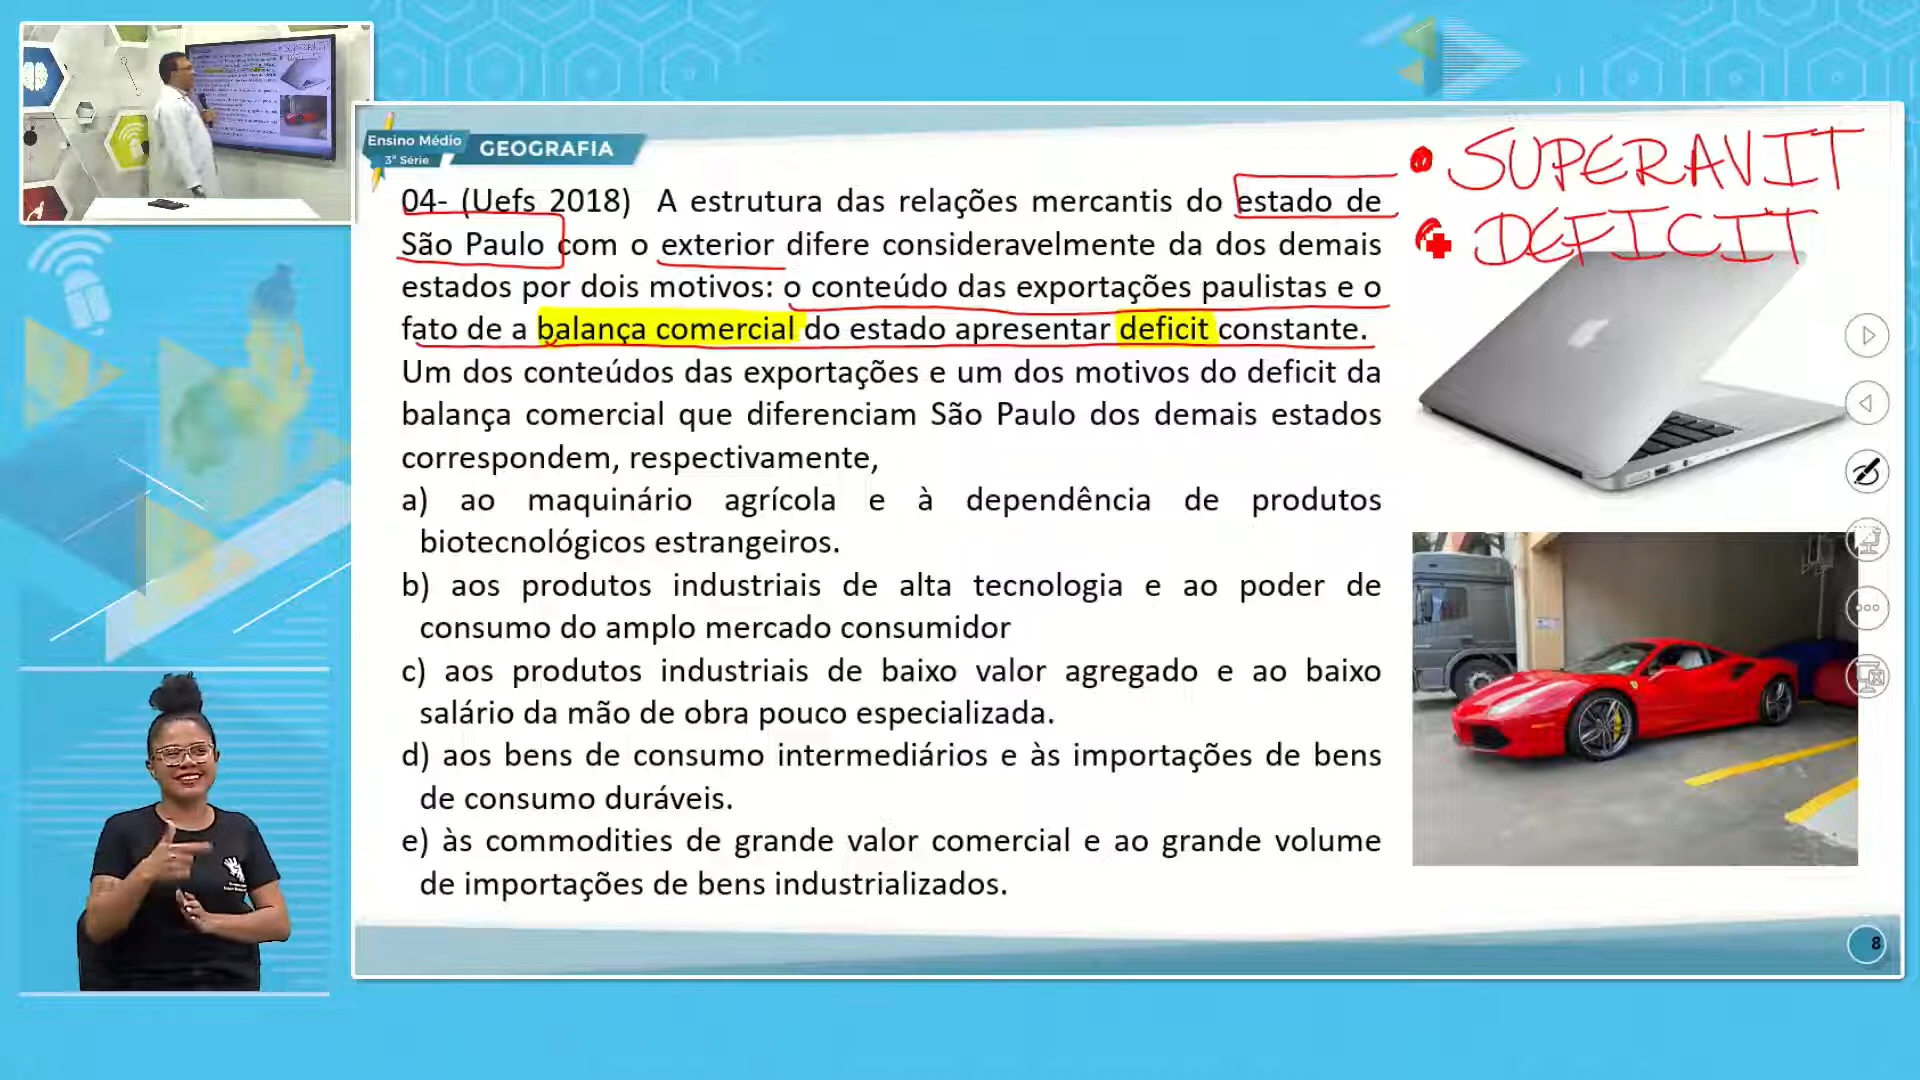 Ensino Médio
3ª Série
GEOGRAFIA
• SUPERAVIT
• DEFICIT
04- (Uefs 2018) A estrutura das relações mercantis do estado de
São Paulo com o exterior difere consideravelmente da dos demais
estados por dois motivos: o conteúdo das exportações paulistas e o
fato de a balança comercial do estado apresentar deficit constante.
Um dos conteúdos das exportações e um dos motivos do deficit da
balança comercial que diferenciam São Paulo dos demais estados
correspondem, respectivamente,
a) ao maquinário agrícola e à dependência de produtos
biotecnológicos estrangeiros.
b) aos produtos industriais de alta tecnologia e ao poder de
consumo do amplo mercado consumidor
c) aos produtos industriais de baixo valor agregado e ao baixo
salário da mão de obra pouco especializada.
d) aos bens de consumo intermediários e às importações de bens
de consumo duráveis.
e) às commodities de grande valor comercial e ao grande volume
de importações de bens industrializados.
8